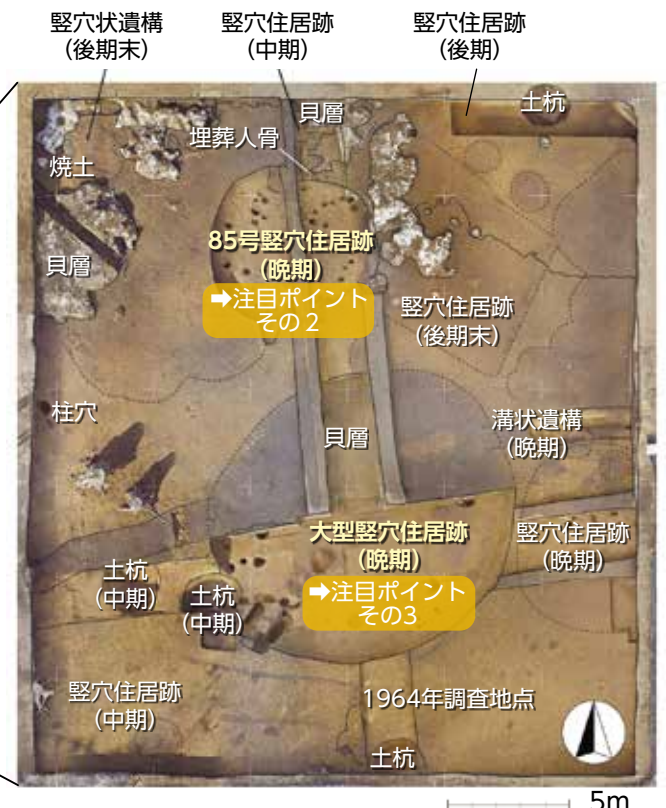 竪穴状遺構
（後期末）
竪穴住居跡
（中期）
竪穴住居跡
（後期）
貝層
土杭
埋葬人骨
焼土
85号竪穴住居跡
（晩期）
➡注目ポイント
その２
貝層
竪穴住居跡
（後期末）
柱穴
貝層
溝状遺構
（晩期）
大型竪穴住居跡
（晩期）
➡注目ポイント
その3
竪穴住居跡
（晩期）
土杭
（中期）
土杭
（中期）
竪穴住居跡
（中期）
1964年調査地点
土杭
5m